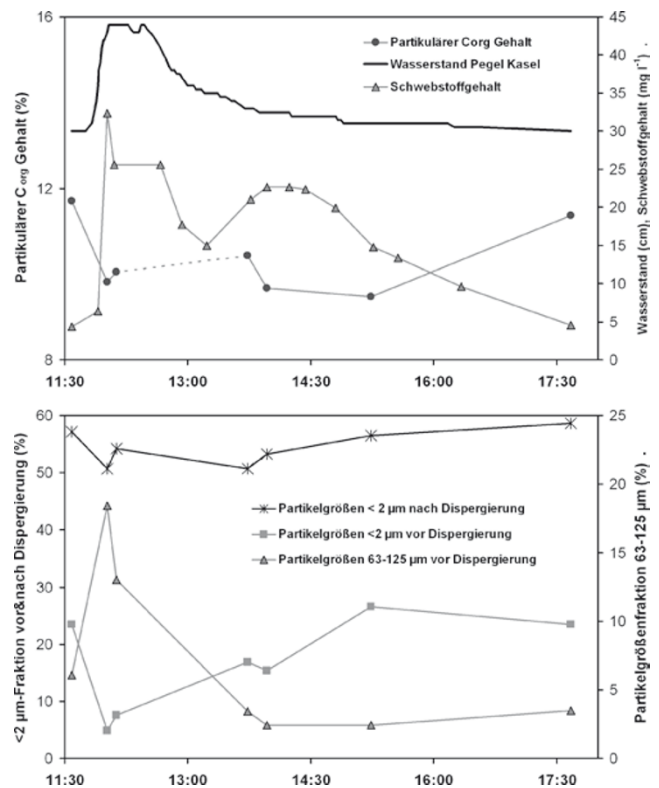 16
12
8
Partikulärer Corg Gehalt (%)
Partikulärer Corg Gehalt
Wasserstand Pegel Kasel
Schwebstoffgehalt
45
40
35
30
25
20
15
10
5
0
Wasserstand (cm), Schwebstoffgehalt (mg l-1) .
11:30 13:00 14:30 16:00 17:30
60
50
40
30
20
10
0
<2 µm-Fraktion vor&nach Dispergierung (%)
Partikelgrößen < 2 µm nach Dispergierung
Partikelgrößen <2 µm vor Dispergierung
Partikelgrößen 63-125 µm vor Dispergierung
25
20
15
10
5
0
Partikelgrößenfraktion 63-125 µm (%) .
11:30 13:00 14:30 16:00 17:30